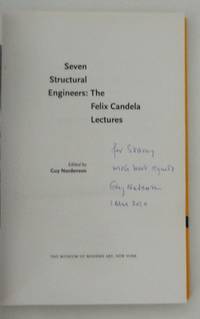 Seven
Structural
Engineers: The
Felix Candela
Lectures
Edited by
Guy Nordenson
for
with best regards
Guy Nordenson
THE MUSEUM OF MODERN ART, NEW YORK